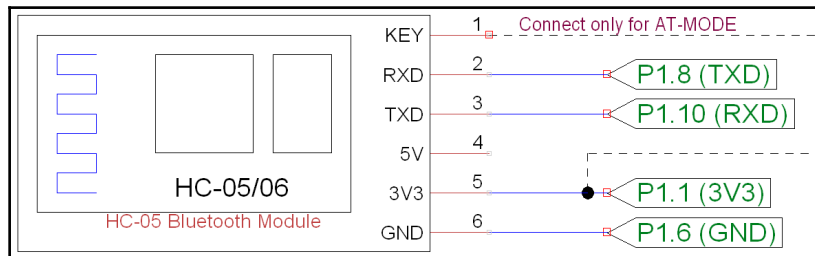 KEY 1 Connect only for AT-MODE
RXD 2 P1.8 (TXD)
TXD 3 P1.10 (RXD)
5V 4
HC-05/06 3V3 5 P1.1 (3V3)
HC-05 Bluetooth Module
GND 6 P1.6 (GND)